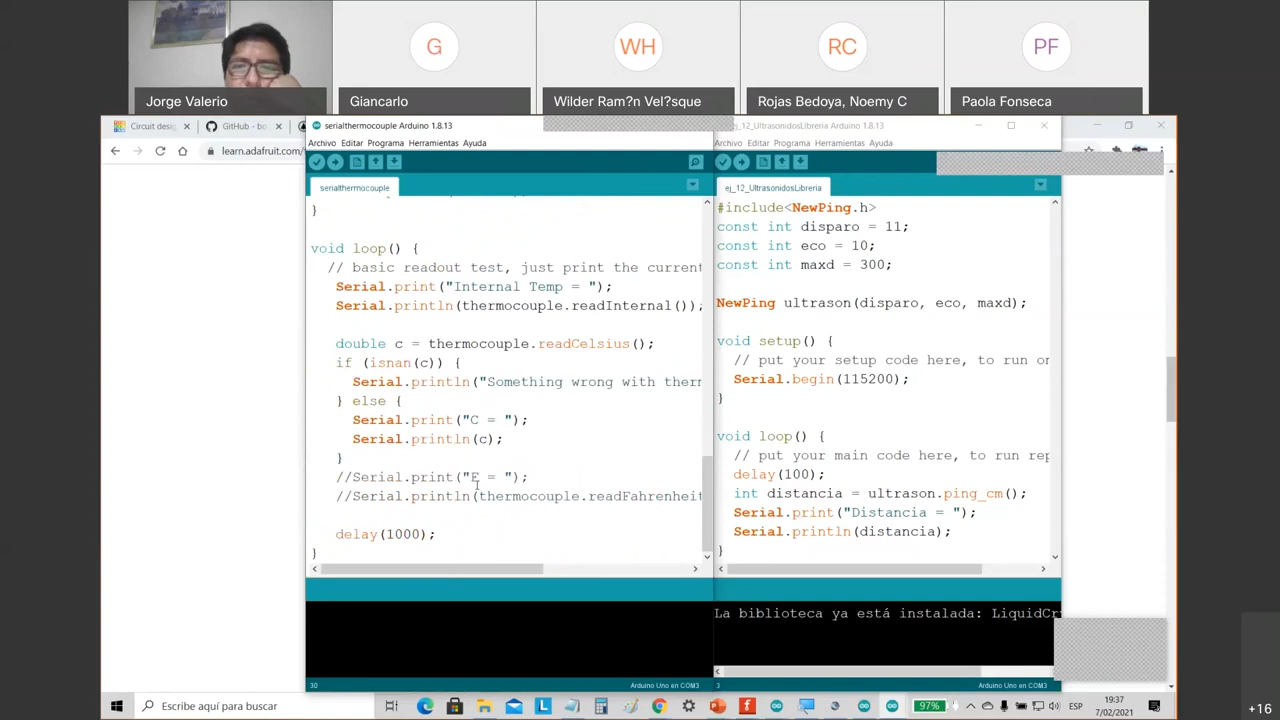 G
WH
RC
PF
Jorge Valerio
Giancarlo
Wilder Ram?n Vel?sque
Rojas Bedoya, Noemy C
Paola Fonseca
Circuit desig
GitHub - bo
learn.adafruit.com/
serialthermocouple Arduino 1.8.13
Archivo Editar Programa Herramientas Ayuda
serialthermocouple
}
void loop() {
// basic readout test, just print the current
Serial.print("Internal Temp = ");
Serial.println(thermocouple.readInternal());
double c = thermocouple.readCelsius();
if (isnan(c)) {
Serial.println("Something wrong with therm
} else {
Serial.print("C = ");
Serial.println(c);
}
//Serial.print("F = ");
//Serial.println(thermocouple.readFahrenheit
delay(1000);
}
30
Arduino Uno en COM3
ej_12_UltrasonidosLibreria Arduino 1.8.13
Archivo Editar Programa Herramientas Ayuda
ej_12_UltrasonidosLibreria
#include<NewPing.h>
const int disparo = 11;
const int eco = 10;
const int maxd = 300;
NewPing ultrason(disparo, eco, maxd);
void setup() {
// put your setup code here, to run on
Serial.begin(115200);
}
void loop() {
// put your main code here, to run rep
delay(100);
int distancia = ultrason.ping_cm();
Serial.print("Distancia = ");
Serial.println(distancia);
}
La biblioteca ya está instalada: LiquidCr
3
Arduino Uno en COM3
Escribe aquí para buscar
97%
ESP
19:37
7/02/2021
+16